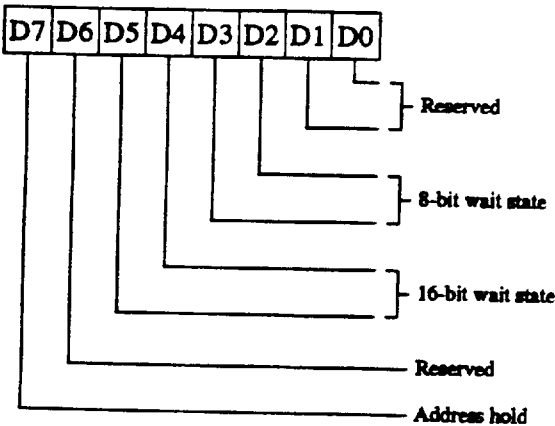 D7 D6 D5 D4 D3 D2 D1 D0
Reserved
8-bit wait state
16-bit wait state
Reserved
Address hold